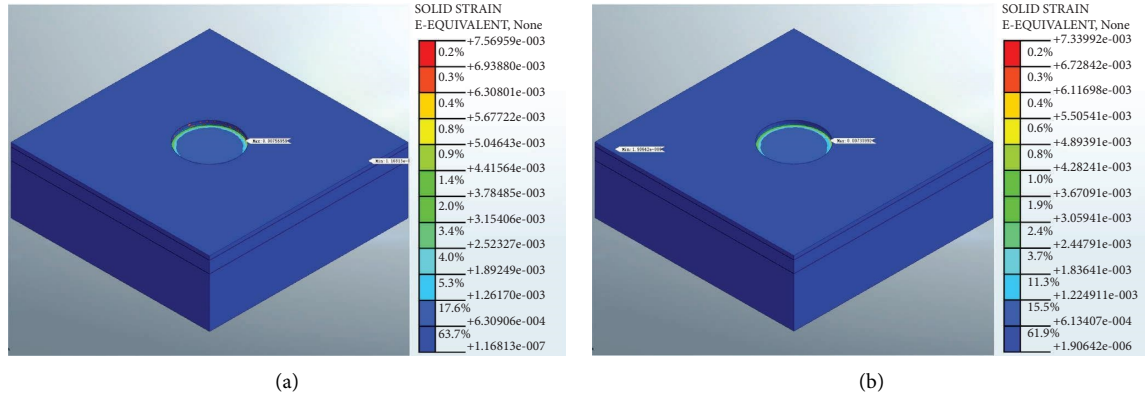 SOLID STRAIN
E-EQUIVALENT, None
+7.56959e-003
0.2%
+6.93880e-003
0.3%
+6.30801e-003
0.4%
+5.67722e-003
0.8%
+5.04643e-003
0.9%
+4.41564e-003
1.4%
+3.78485e-003
2.0%
+3.15406e-003
3.4%
+2.52327e-003
4.0%
+1.89249e-003
5.3%
+1.26170e-003
17.6%
+6.30906e-004
63.7%
+1.16813e-007
(a)
SOLID STRAIN
E-EQUIVALENT, None
+7.33992e-003
0.2%
+6.72842e-003
0.3%
+6.11698e-003
0.4%
+5.50541e-003
0.6%
+4.89391e-003
0.8%
+4.28241e-003
1.0%
+3.67091e-003
1.9%
+3.05941e-003
2.4%
+2.44791e-003
3.7%
+1.83641e-003
11.3%
+1.224911e-003
15.5%
+6.13407e-004
61.9%
+1.90642e-006
(b)